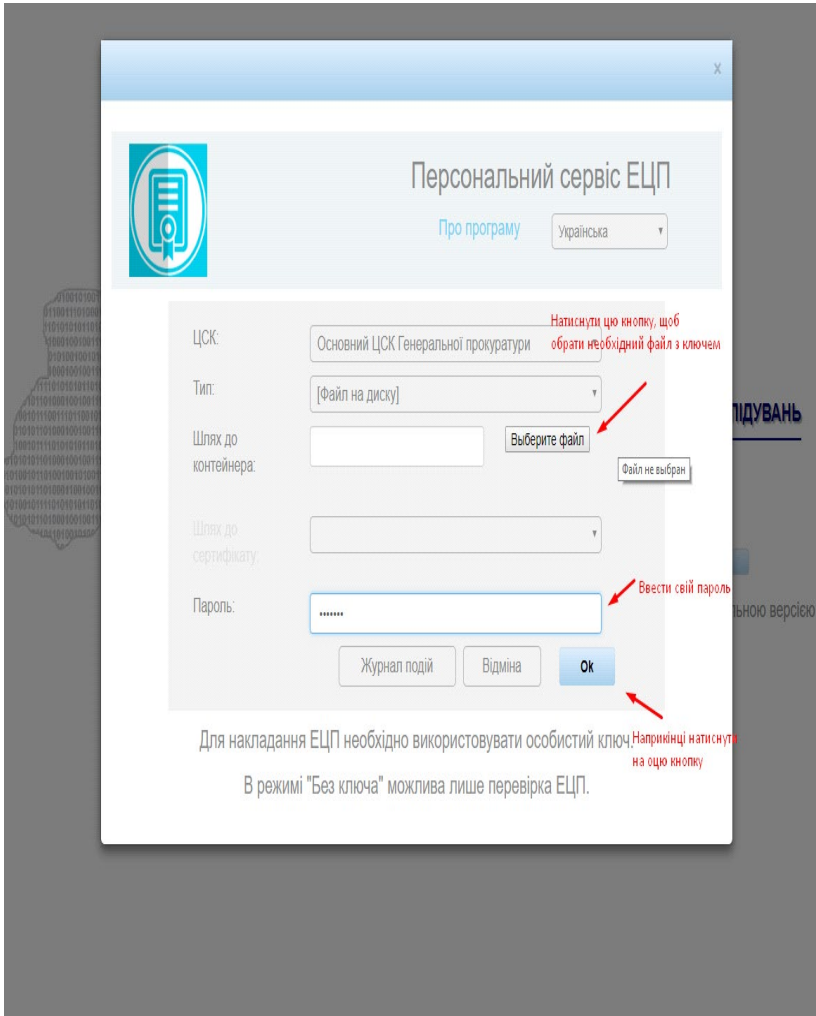 x
Персональний сервіс ЕЦП
Про програму
Українська
Натиснути цю кнопку, щоб
обрати необхідний файл з ключем
ЦСК:
Основний ЦСК Генеральної прокуратури
Тип:
[Файл на диску]
ЛІДУВАНЬ
Шлях до
контейнера:
Выберите файл
Файл не выбран
Шлях до
сертифікату:
Ввести свій пароль
Пароль:
•••••••
льною версією
Журнал подій
Відміна
Ok
Для накладання ЕЦП необхідно використовувати особистий ключ.
Наприкінці натиснути
на оцю кнопку
В режимі "Без ключа" можлива лише перевірка ЕЦП.